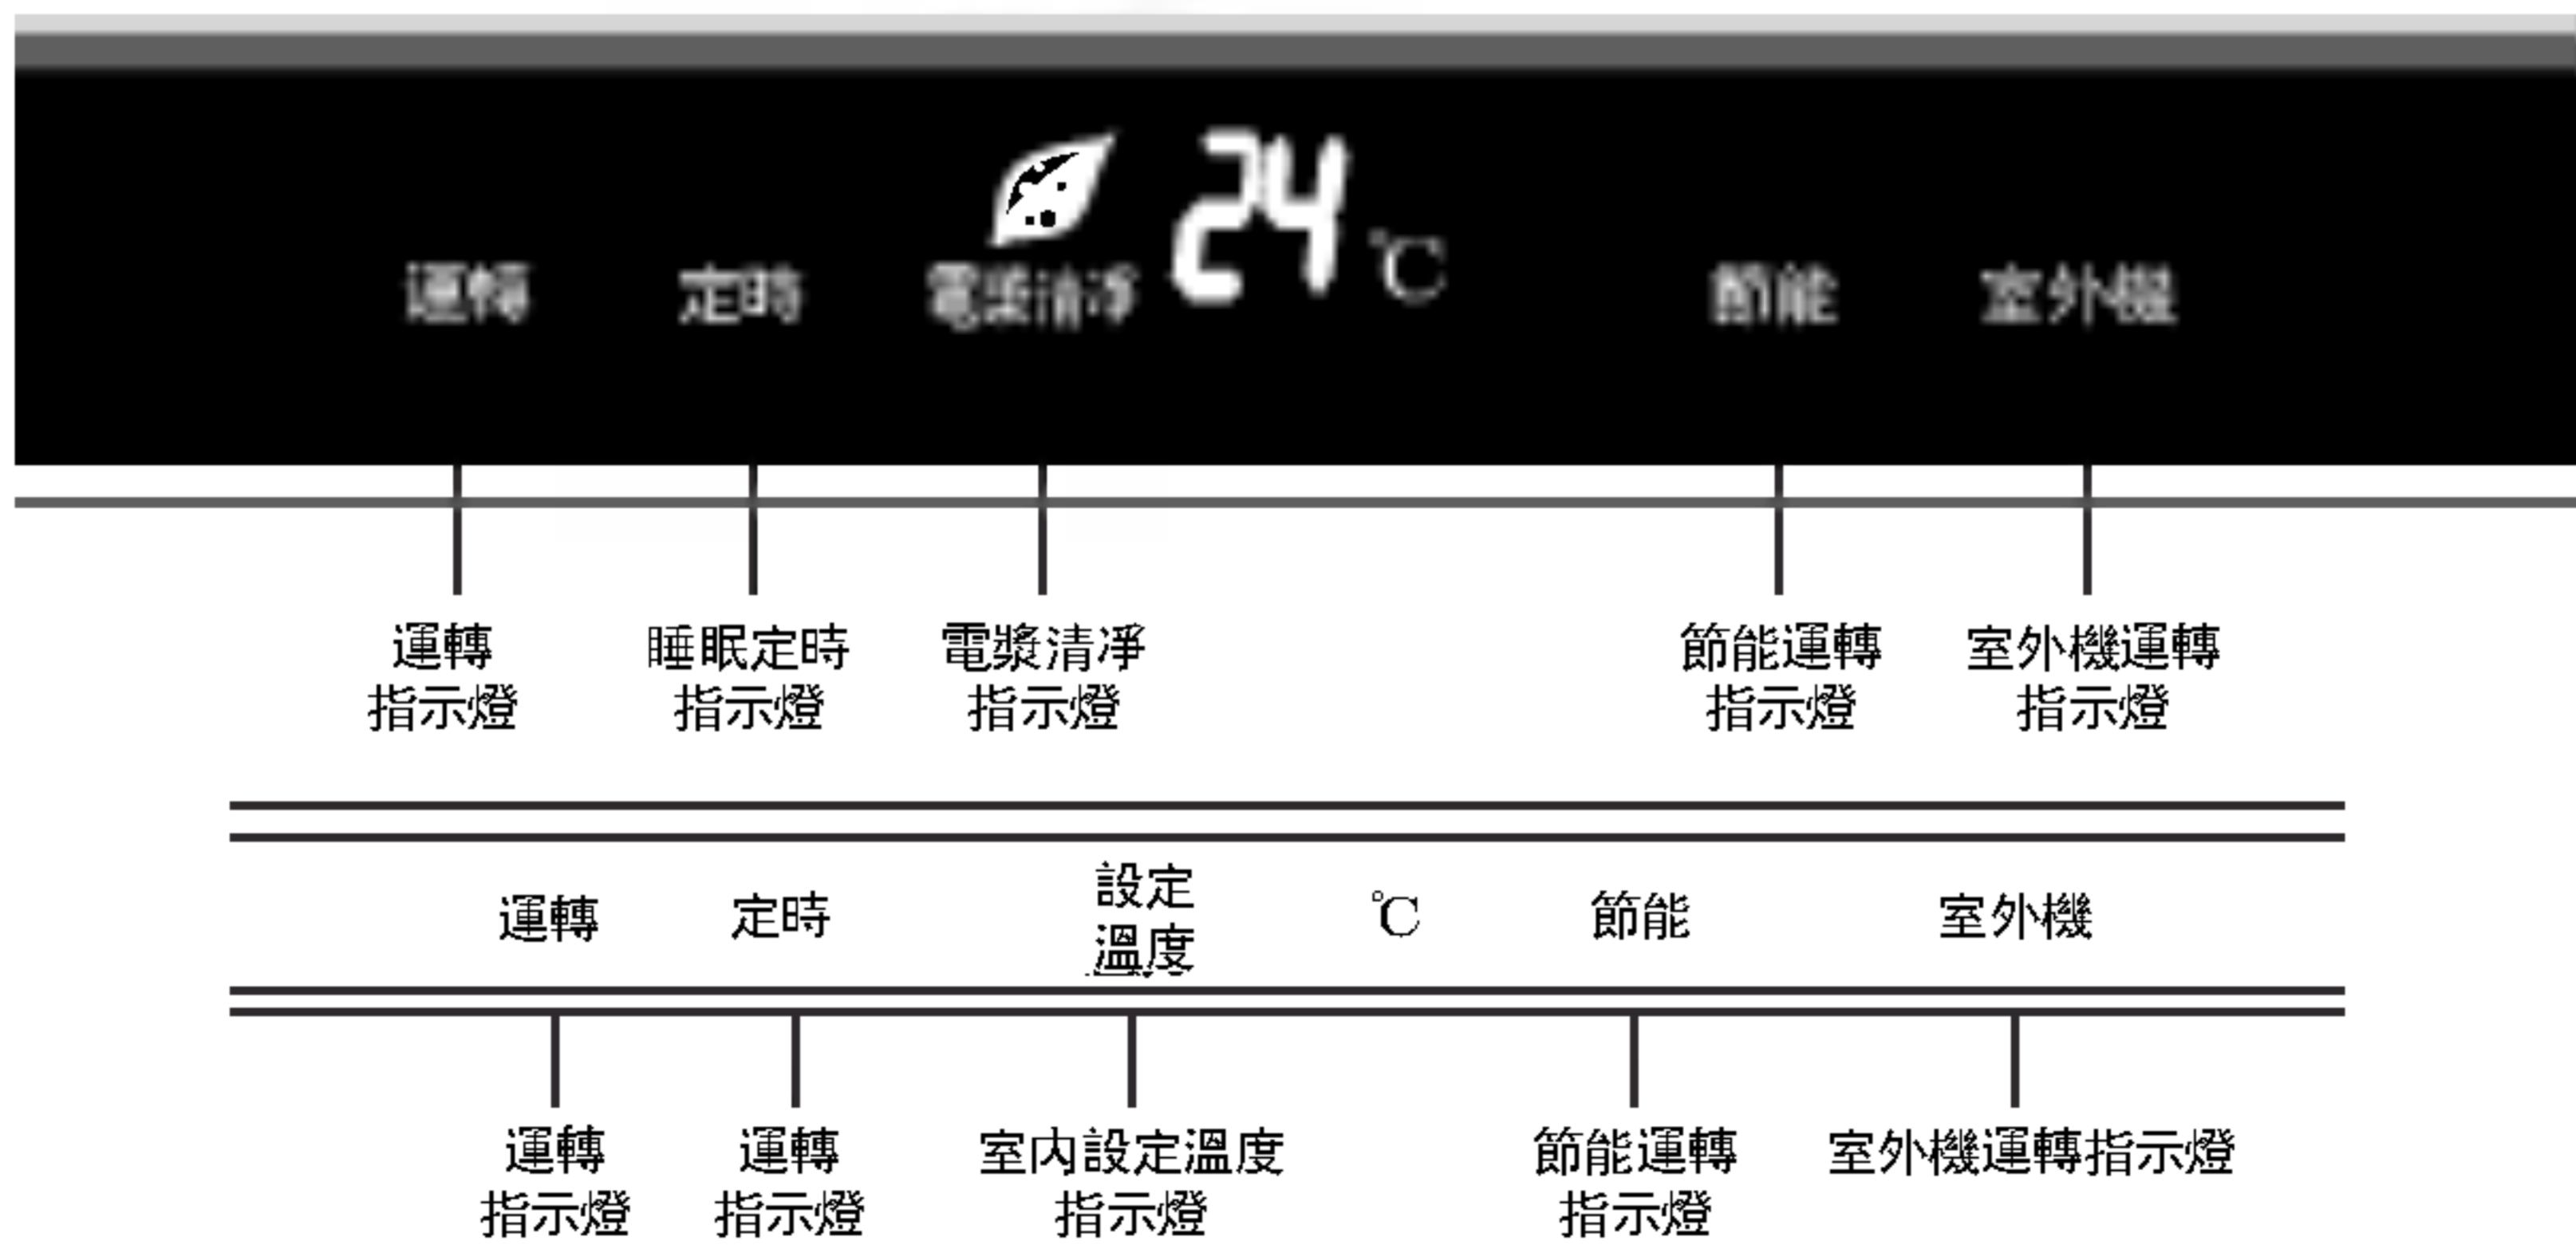 24 ℃
運轉 定時 電漿清淨 節能 室外機
運轉 睡眠定時 電漿清淨 節能運轉 室外機運轉
指示燈 指示燈 指示燈 指示燈 指示燈
設定
運轉 定時 ℃ 節能 室外機
溫度
運轉 運轉 室內設定溫度 節能運轉 室外機運轉指示燈
指示燈 指示燈 指示燈 指示燈